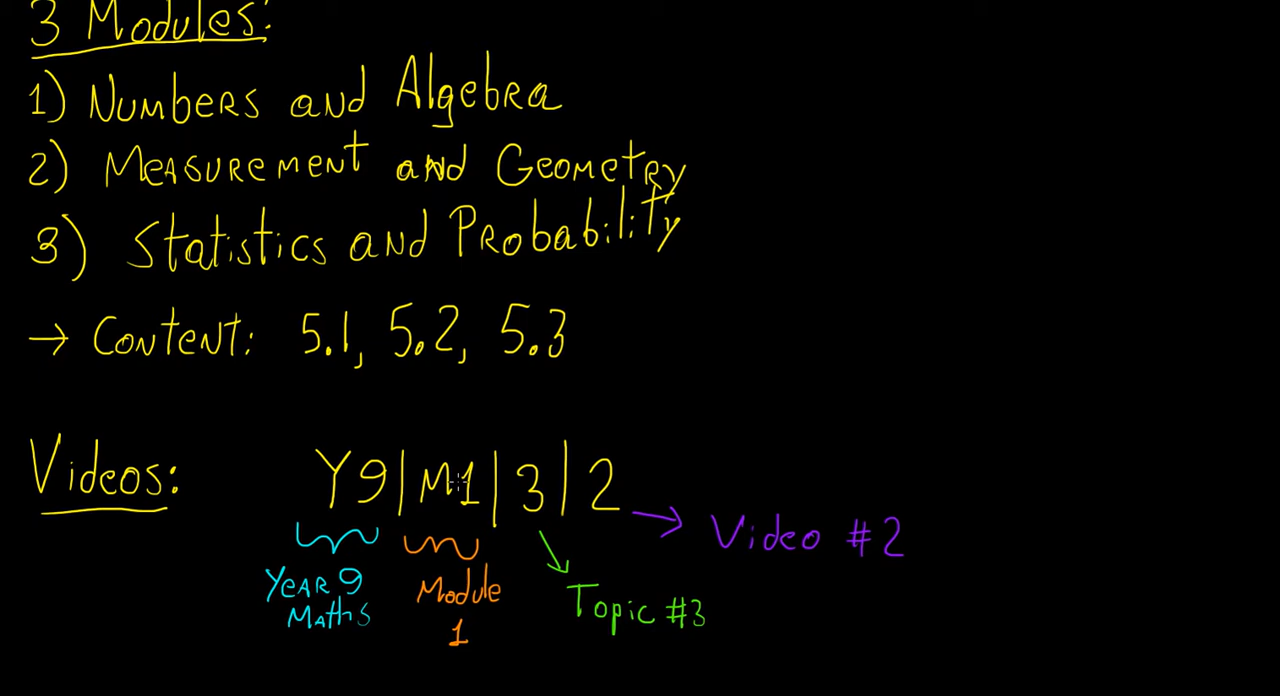 3 Modules:
1) Numbers and Algebra
2) Measurement and Geometry
3) Statistics and Probability
→ Content: 5.1, 5.2, 5.3
Videos: Y9|M1|3|2
→ Video #2
Year 9 Maths
Module 1
Topic #3